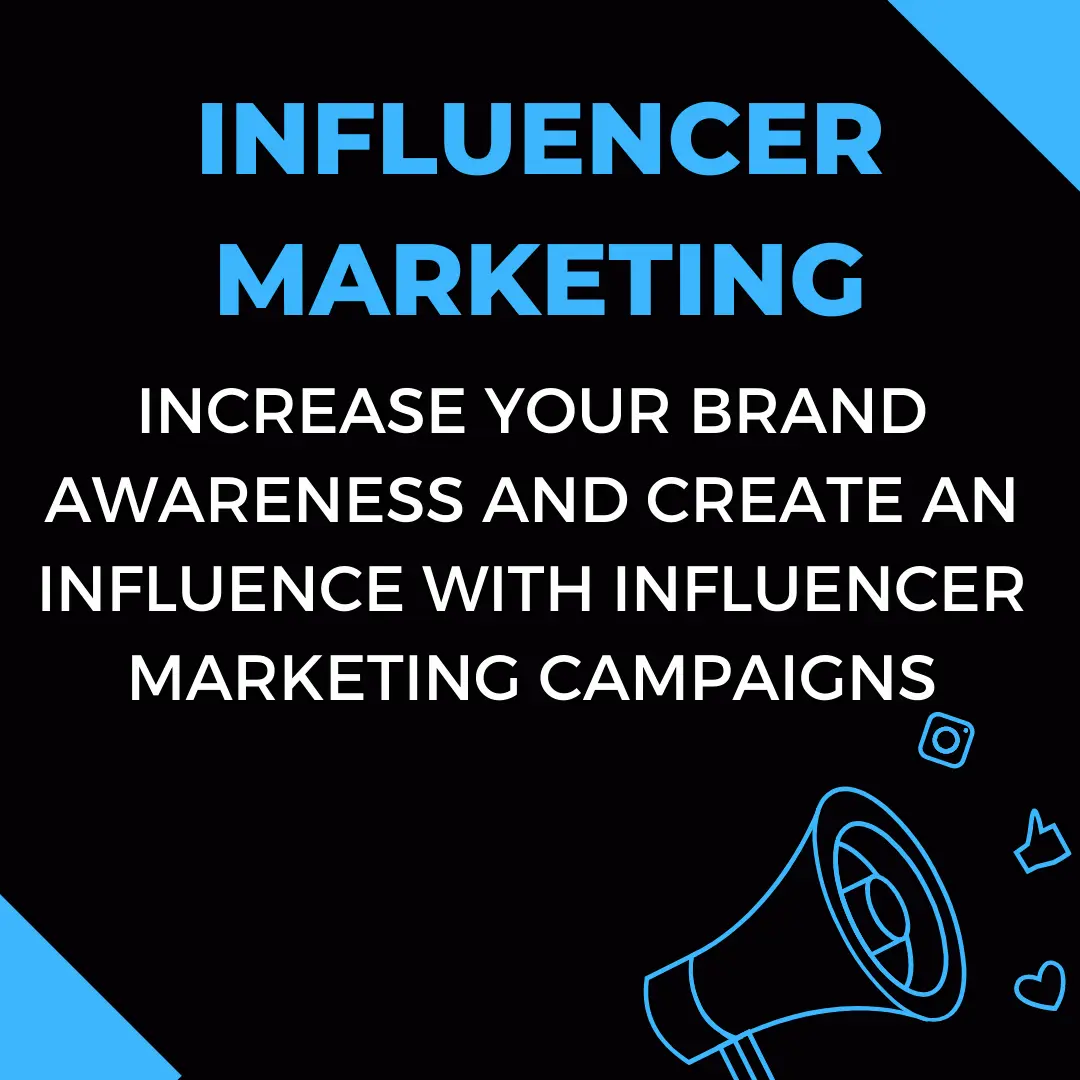 INFLUENCER
MARKETING
INCREASE YOUR BRAND
AWARENESS AND CREATE AN
INFLUENCE WITH INFLUENCER
MARKETING CAMPAIGNS